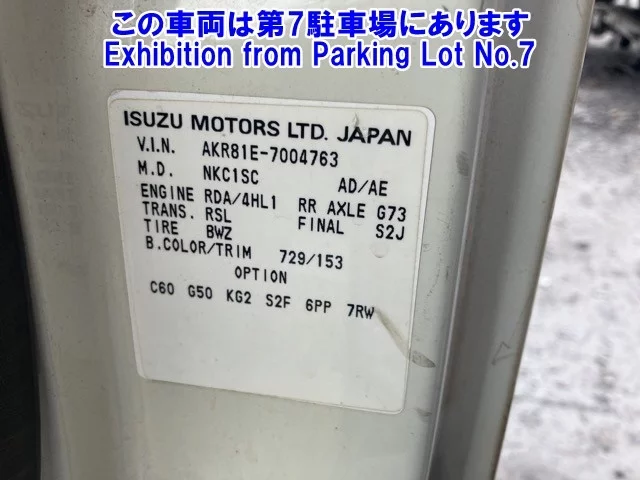 この車両は第7駐車場にあります
Exhibition from Parking Lot No.7
ISUZU MOTORS LTD. JAPAN
V.I.N. AKR81E-7004763
M.D. NKC1SC AD/AE
ENGINE RDA/4HL1 RR AXLE G73
TRANS. RSL FINAL S2J
TIRE BWZ
B.COLOR/TRIM 729/153
OPTION
C60 G50 KG2 S2F 6PP 7RW